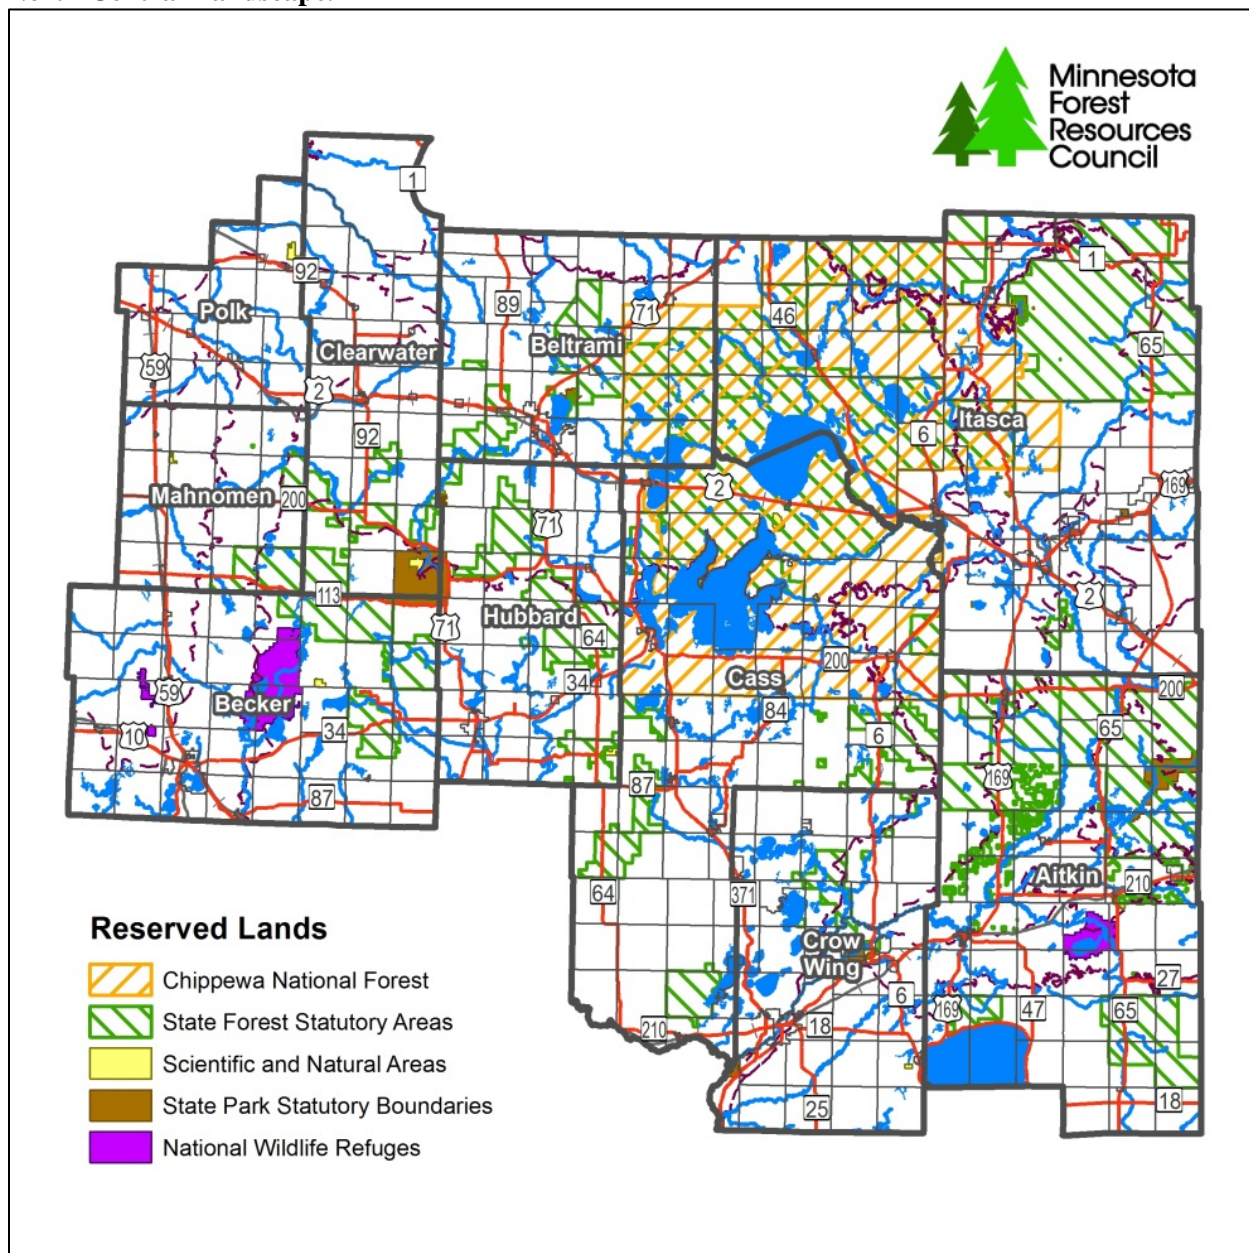 North Central Landscape.
Minnesota
Forest
Resources
Council
1
1
92
89
71
46
Polk
Beltrami
65
Clearwater
59
2
Itasca
92
6
169
Mahnomen
200
2
71
113
2
Hubbard
71
64
200
Cass
200
34
59
Becker
84
65
10
34
6
169
87
87
Aitkin
210
64
371
Reserved Lands
Crow
Wing
Chippewa National Forest
27
6
169
47
65
State Forest Statutory Areas
210
18
Scientific and Natural Areas
25
18
State Park Statutory Boundaries
National Wildlife Refuges